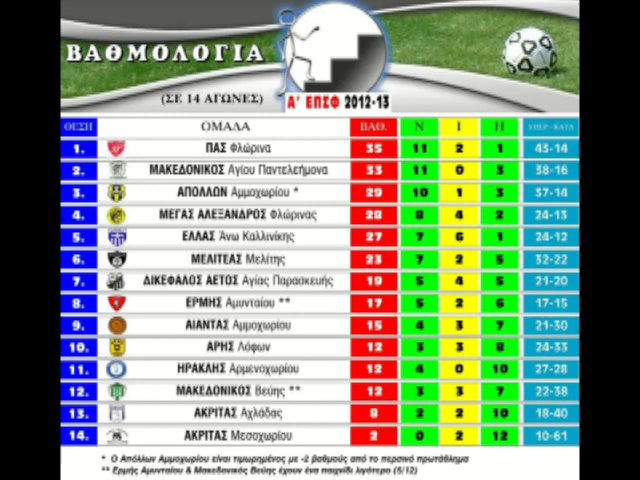 ΒΑΘΜΟΛΟΓΙΑ
(ΣΕ 14 ΑΓΩΝΕΣ)
Α' ΕΠΣΦ 2012-13
ΘΕΣΗ ΟΜΑΔΑ ΒΑΘ. Ν Ι Η ΥΠΕΡ - ΚΑΤΑ
1. ΠΑΣ Φλώρινα 35 11 2 1 43-14
2. ΜΑΚΕΔΟΝΙΚΟΣ Αγίου Παντελεήμονα 33 11 0 3 38-16
3. ΑΠΟΛΛΩΝ Αμμοχωρίου * 29 10 1 3 37-14
4. ΜΕΓΑΣ ΑΛΕΞΑΝΔΡΟΣ Φλώρινας 28 8 4 2 24-13
5. ΕΛΛΑΣ Άνω Καλλινίκης 27 7 6 1 24-12
6. ΜΕΛΙΤΕΑΣ Μελίτης 23 7 2 5 32-22
7. ΔΙΚΕΦΑΛΟΣ ΑΕΤΟΣ Αγίας Παρασκευής 19 5 4 5 21-20
8. ΕΡΜΗΣ Αμυνταίου ** 17 5 2 6 17-15
9. ΑΙΑΝΤΑΣ Αμμοχωρίου 15 4 3 7 21-30
10. ΑΡΗΣ Λόφων 12 3 3 8 24-33
11. ΗΡΑΚΛΗΣ Αρμενοχωρίου 12 4 0 10 27-28
12. ΜΑΚΕΔΟΝΙΚΟΣ Βεύης ** 12 3 3 7 22-38
13. ΑΚΡΙΤΑΣ Αχλάδας 8 2 2 10 18-40
14. ΑΚΡΙΤΑΣ Μεσοχωρίου 2 0 2 12 10-61
* Ο Απόλλων Αμμοχωρίου είναι τιμωρημένος με -2 βαθμούς από το περσινό πρωτάθλημα
** Ερμής Αμυνταίου & Μακεδονικός Βεύης έχουν ένα παιχνίδι λιγότερο (5/12)